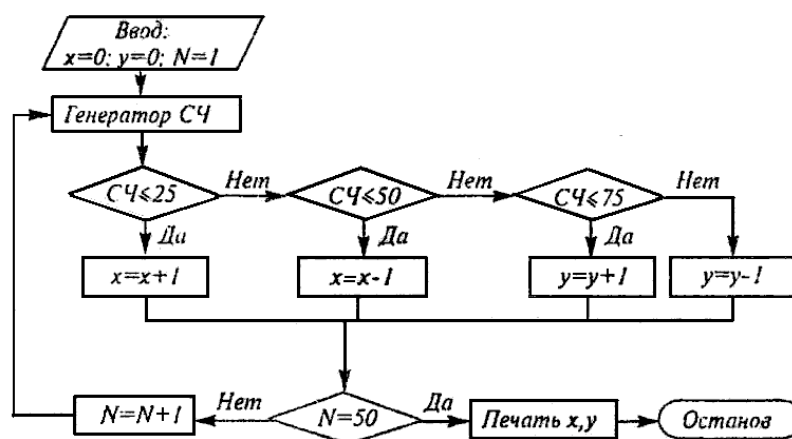 Ввод:
x=0; y=0; N=1
Генератор СЧ
СЧ≤25
Нет
СЧ≤50
Нет
СЧ≤75
Нет
Да
Да
Да
x=x+1
x=x-1
y=y+1
y=y-1
N=N+1
Нет
N=50
Да
Печать x,y
Останов